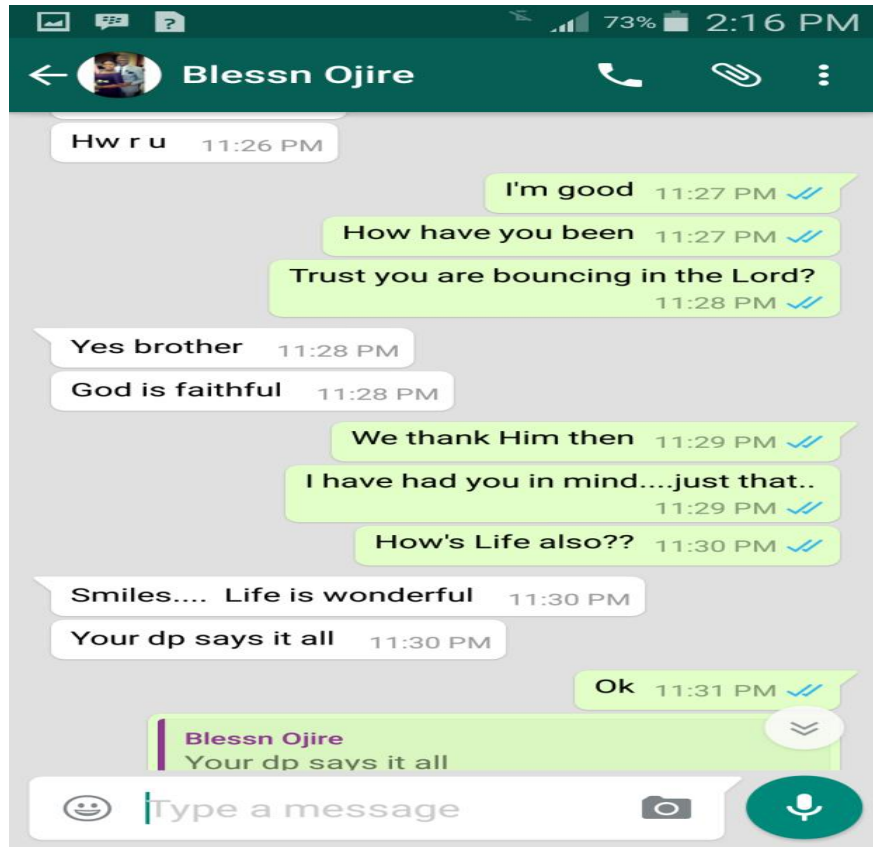 73% 2:16 PM
Blessn Ojire
Hw r u 11:26 PM
I'm good 11:27 PM
How have you been 11:27 PM
Trust you are bouncing in the Lord?
11:28 PM
Yes brother 11:28 PM
God is faithful 11:28 PM
We thank Him then 11:29 PM
I have had you in mind....just that..
11:29 PM
How's Life also?? 11:30 PM
Smiles.... Life is wonderful 11:30 PM
Your dp says it all 11:30 PM
Ok 11:31 PM
Blessn Ojire
Your dp says it all
Type a message